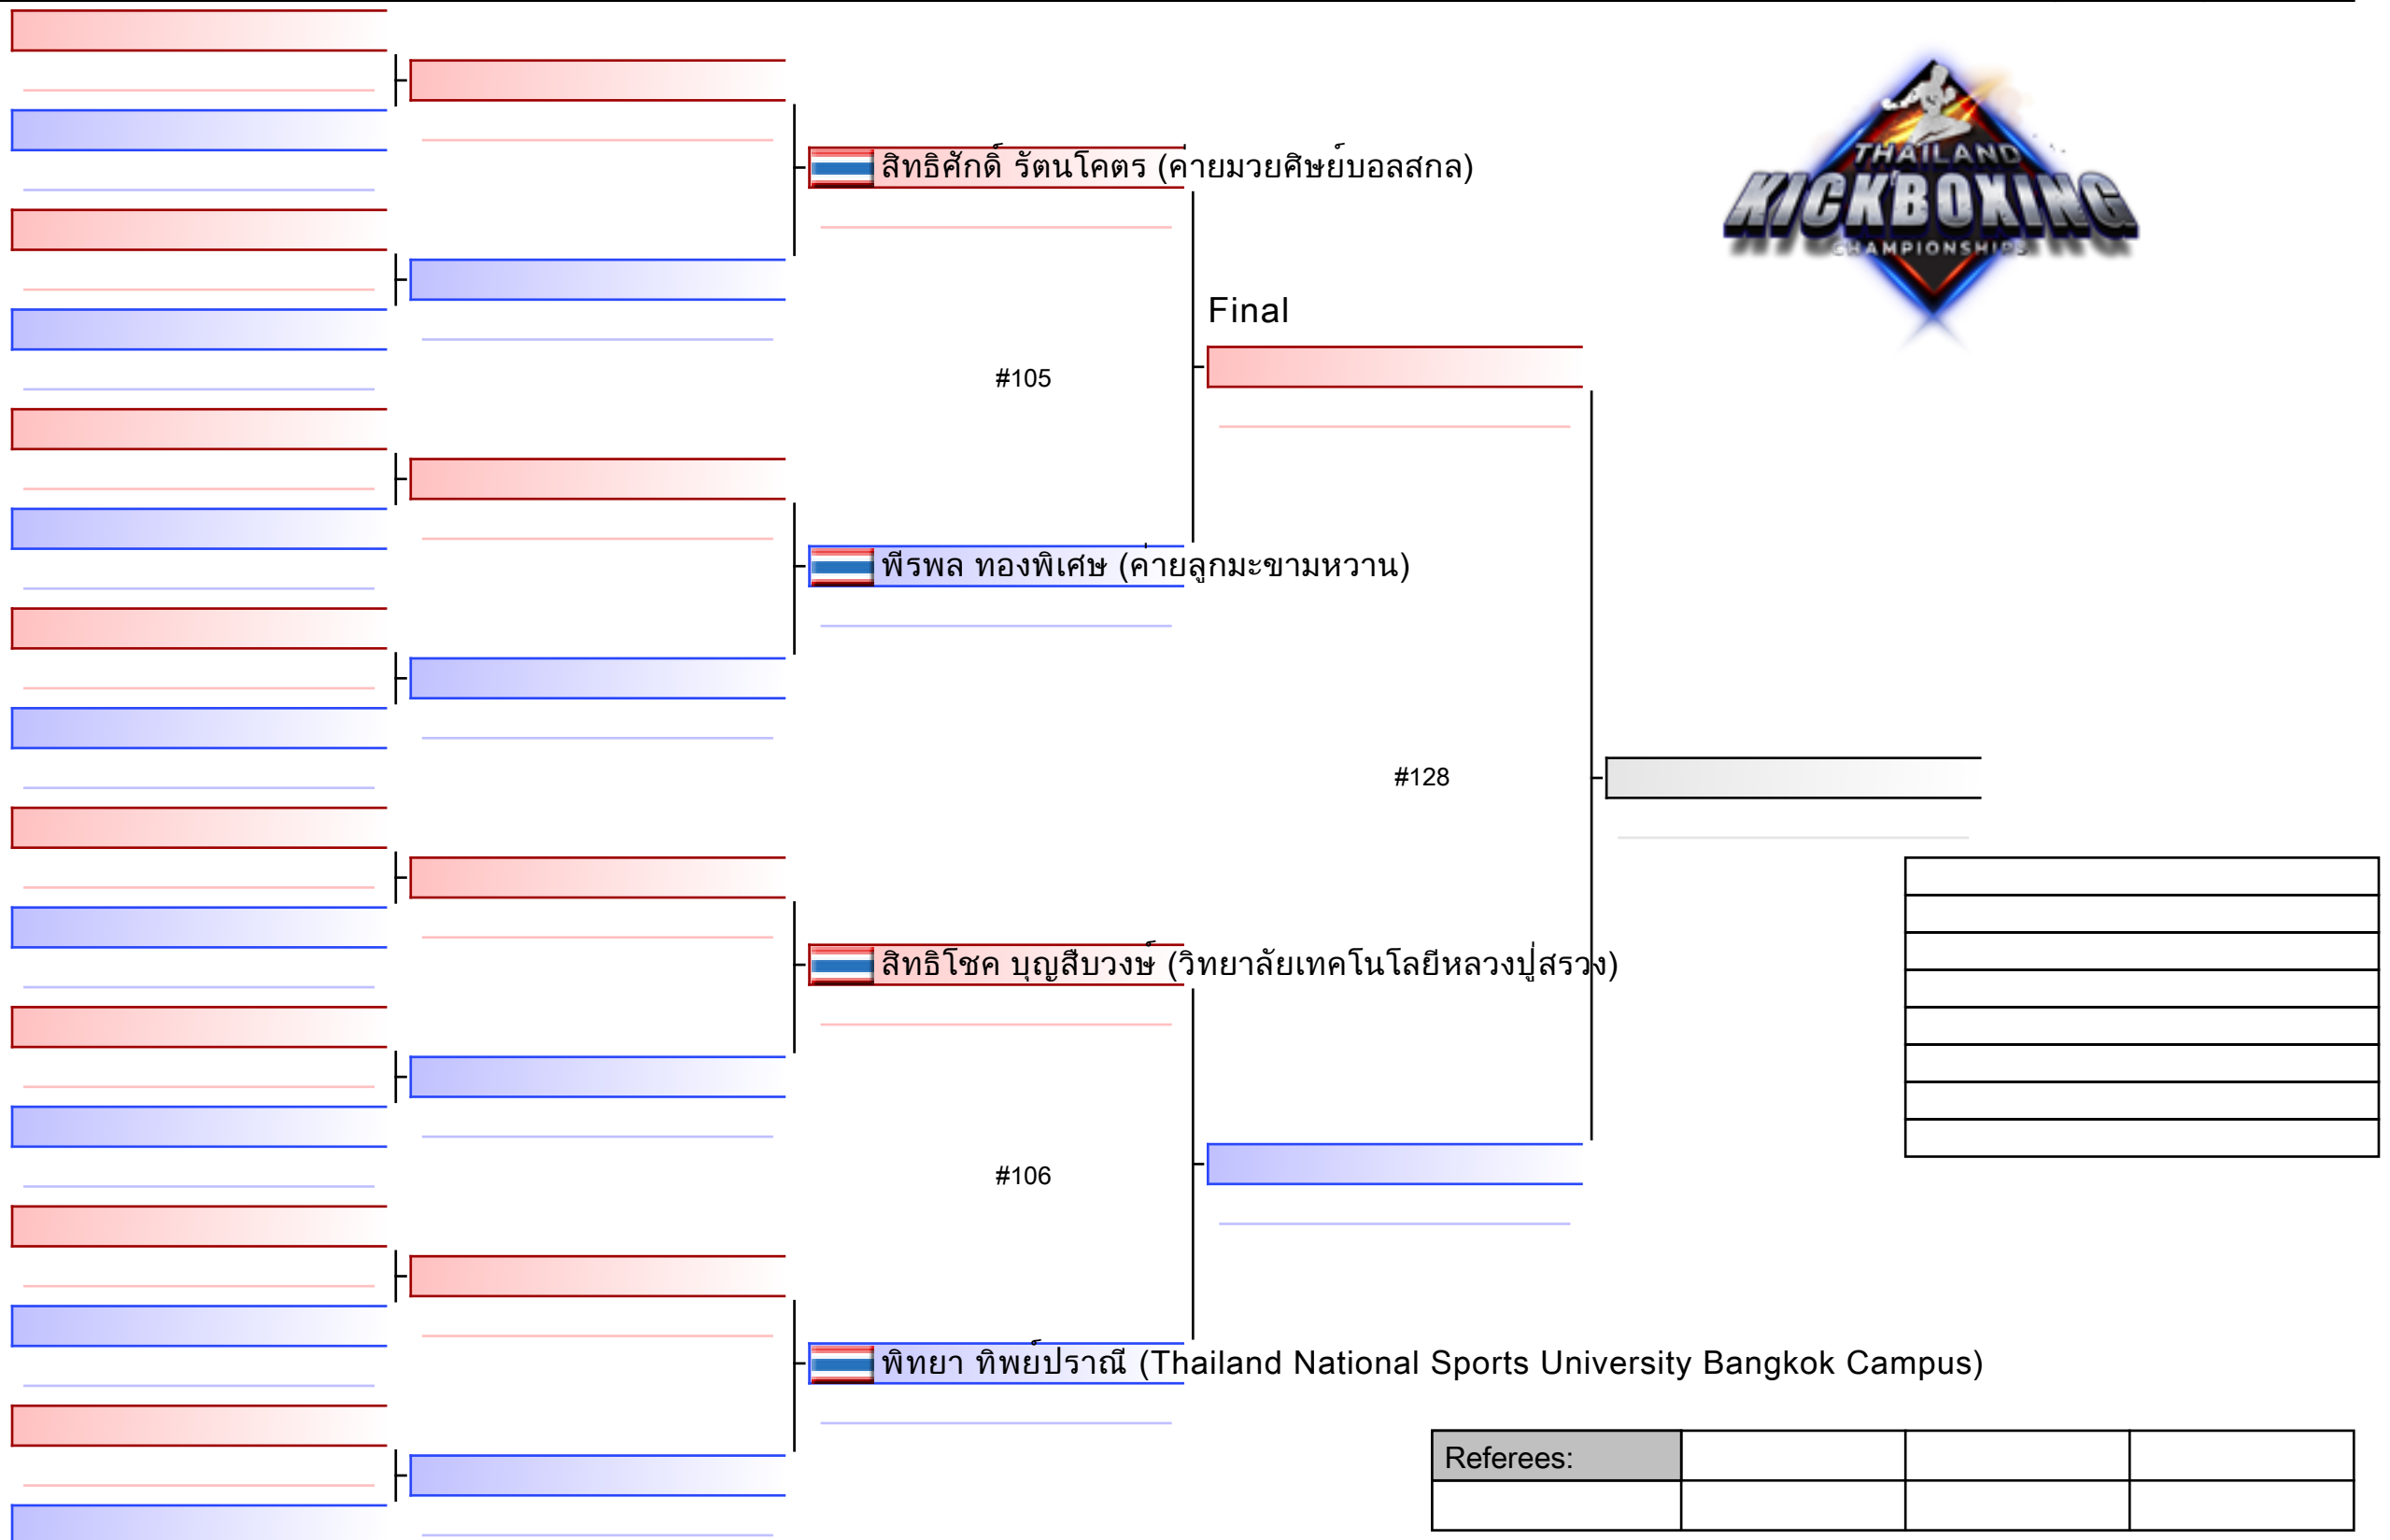 สิทธิศักดิ์ รัตนโคตร (ค่ายมวยศิษย์บอลสกล)
THAILAND
KICKBOXING
CHAMPIONSHIPS
Final
#105
พีรพล ทองพิเศษ (ค่ายลูกมะขามหวาน)
#128
สิทธิโชค บุญสืบวงษ์ (วิทยาลัยเทคโนโลยีหลวงปู่สรวง)
#106
พิทยา ทิพย์ปราณี (Thailand National Sports University Bangkok Campus)
Referees: